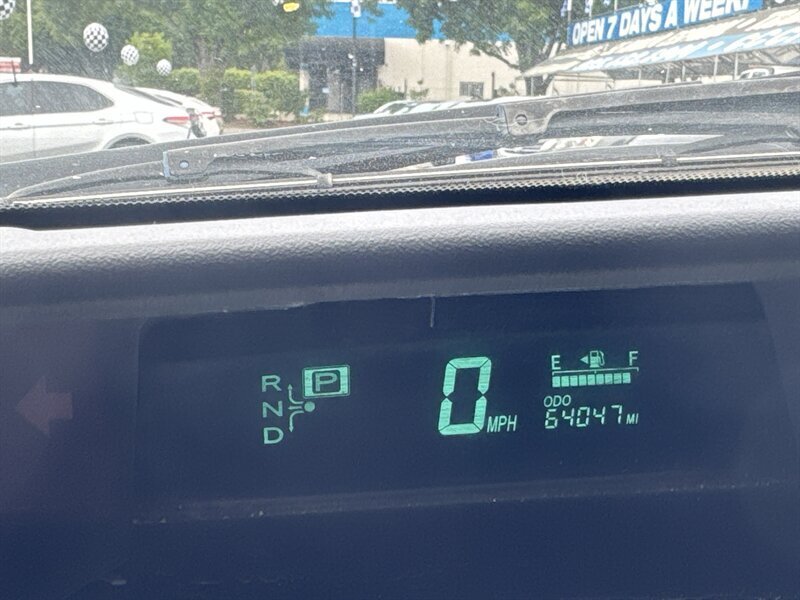 OPEN 7 DAYS A WEEK!
R P
N
D
0 MPH
E F
ODO
64047 MI